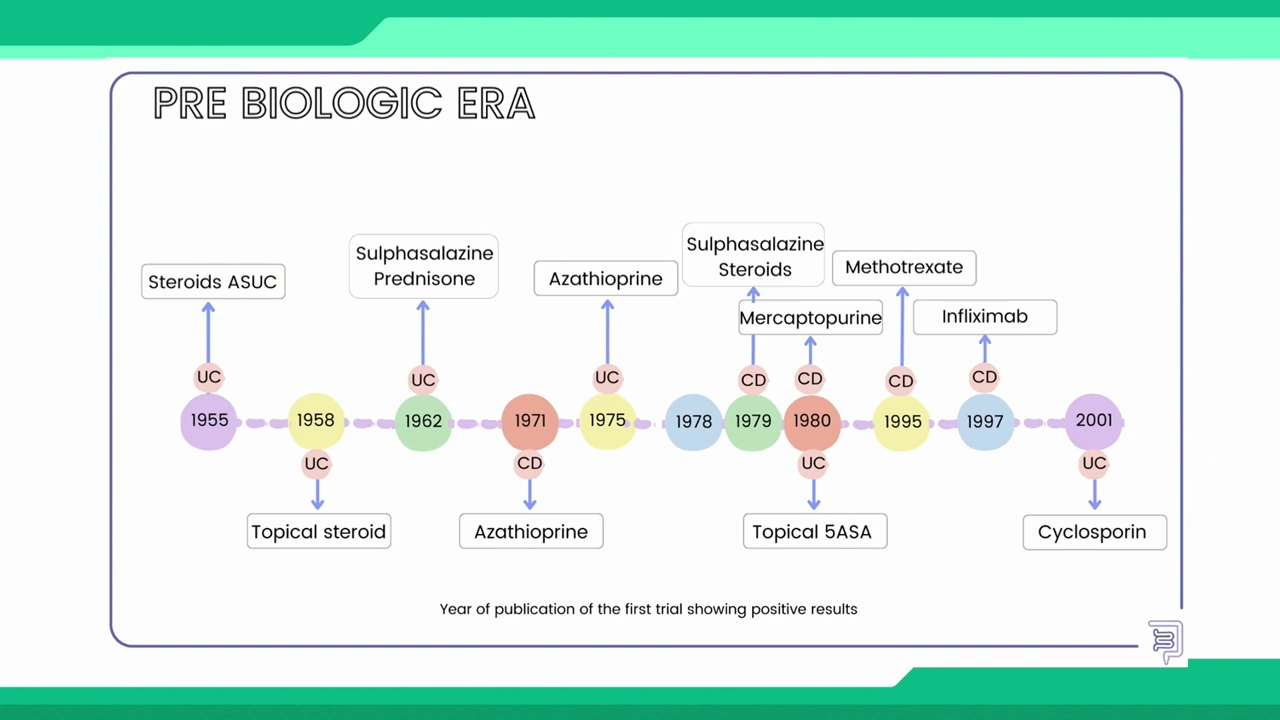 PRE BIOLOGIC ERA
Steroids ASUC
Sulphasalazine
Prednisone
Azathioprine
Sulphasalazine
Steroids
Mercaptopurine
Methotrexate
Infliximab
UC
UC
UC
CD
CD
CD
CD
1955
1958
1962
1971
1975
1978
1979
1980
1995
1997
2001
UC
CD
UC
UC
Topical steroid
Azathioprine
Topical 5ASA
Cyclosporin
Year of publication of the first trial showing positive results